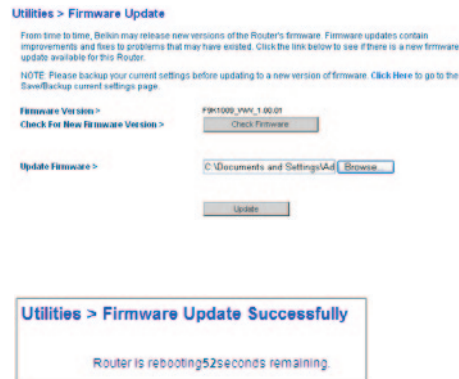 Utilities > Firmware Update
From time to time, Belkin may release new versions of the Router's firmware. Firmware updates contain
improvements and fixes to problems that may have existed. Click the link below to see if there is a new firmware
update available for this Router.
NOTE: Please backup your current settings before updating to a new version of firmware. Click Here to go to the
Save/Backup current settings page.
Firmware Version > F9K1009_WW_1.00.01
Check For New Firmware Version > Check Firmware
Update Firmware > C:\Documents and Settings\Ad Browse...
Update
Utilities > Firmware Update Successfully
Router is rebooting52seconds remaining.